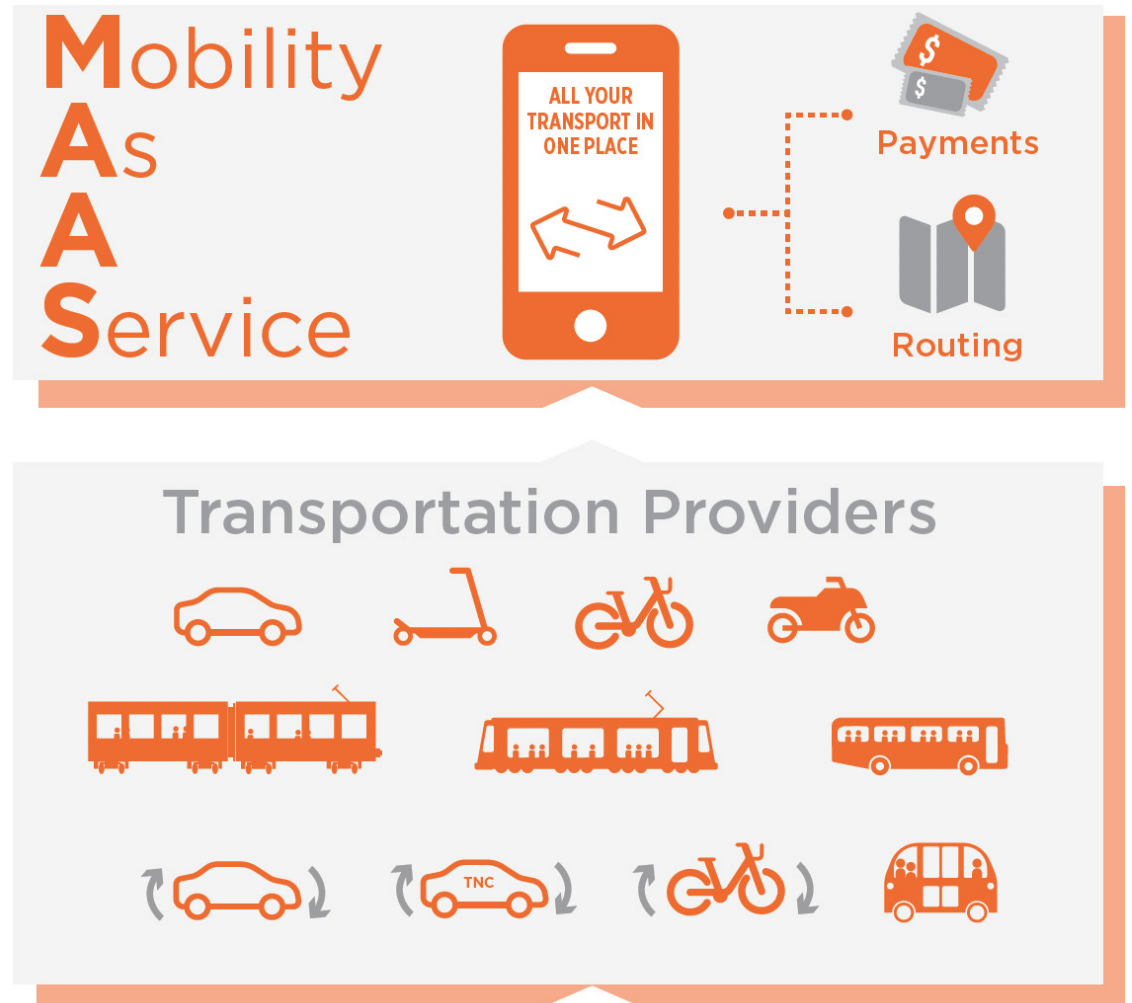 Mobility
As
A
Service
ALL YOUR
TRANSPORT IN
ONE PLACE
$
$
Payments
Routing
Transportation Providers
TNC